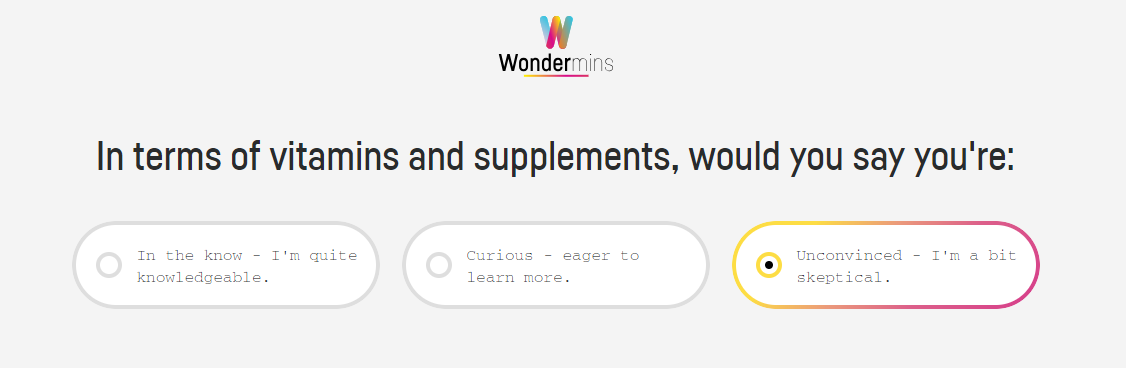 Wondermins
In terms of vitamins and supplements, would you say you're:
In the know - I'm quite
knowledgeable.
Curious - eager to
learn more.
Unconvinced - I'm a bit
skeptical.